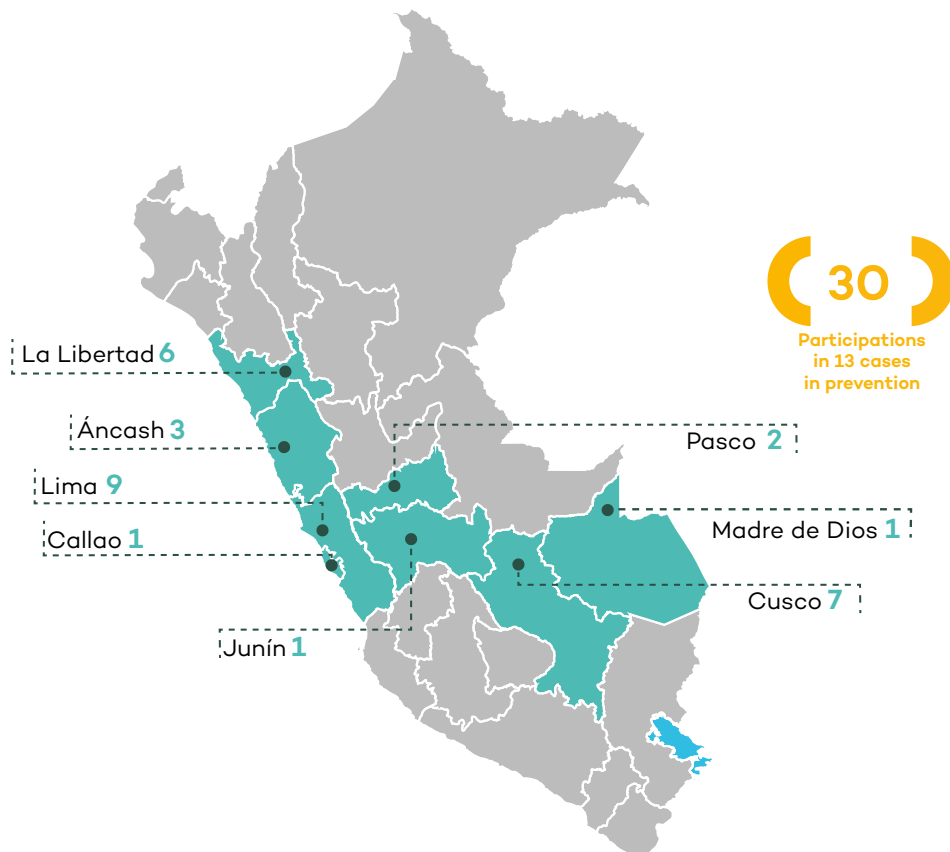 30
Participations
in 13 cases
in prevention
La Libertad 6
Áncash 3
Pasco 2
Lima 9
Madre de Dios 1
Callao 1
Cusco 7
Junín 1